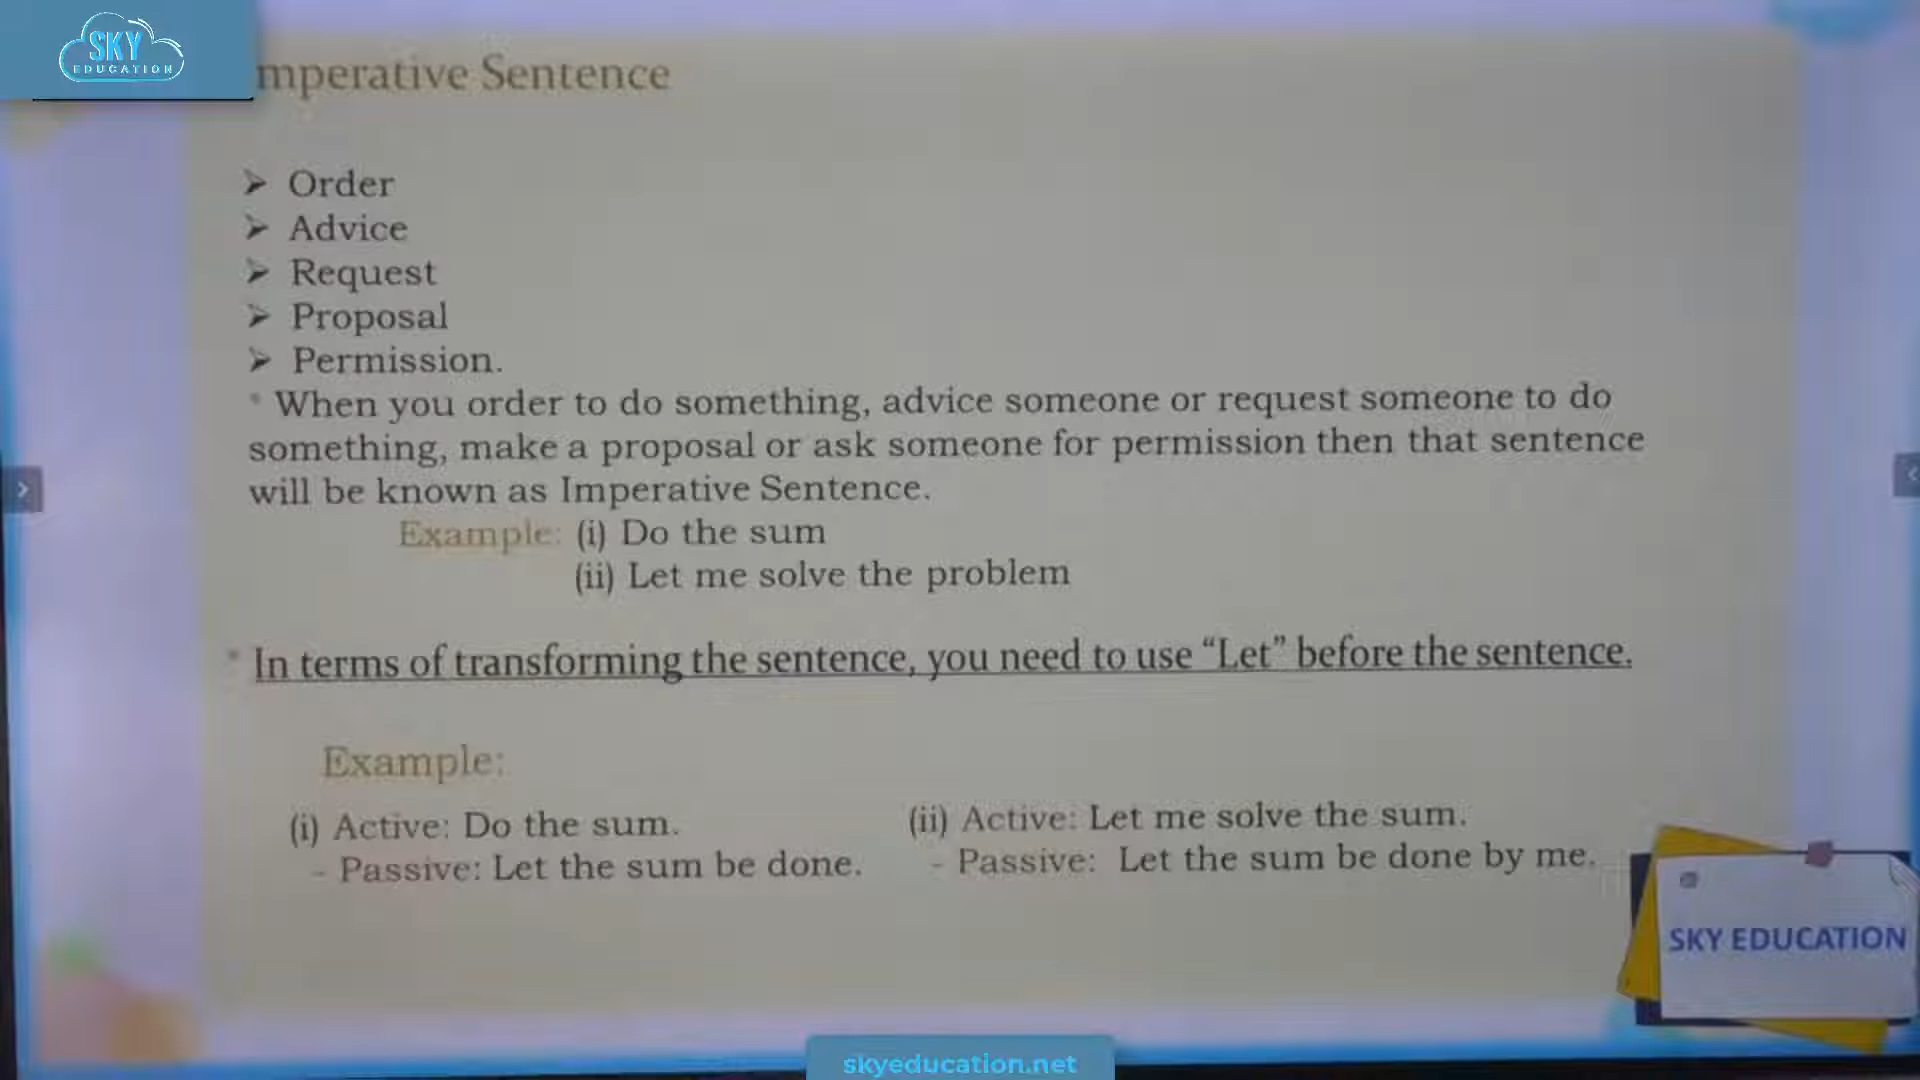 SKY
EDUCATION
mperative Sentence
➤ Order
➤ Advice
➤ Request
➤ Proposal
➤ Permission.
* When you order to do something, advice someone or request someone to do
something, make a proposal or ask someone for permission then that sentence
will be known as Imperative Sentence.
Example: (i) Do the sum
(ii) Let me solve the problem
* In terms of transforming the sentence, you need to use “Let” before the sentence.
Example:
(i) Active: Do the sum.
- Passive: Let the sum be done.
(ii) Active: Let me solve the sum.
- Passive: Let the sum be done by me.
SKY EDUCATION
skyeducation.net